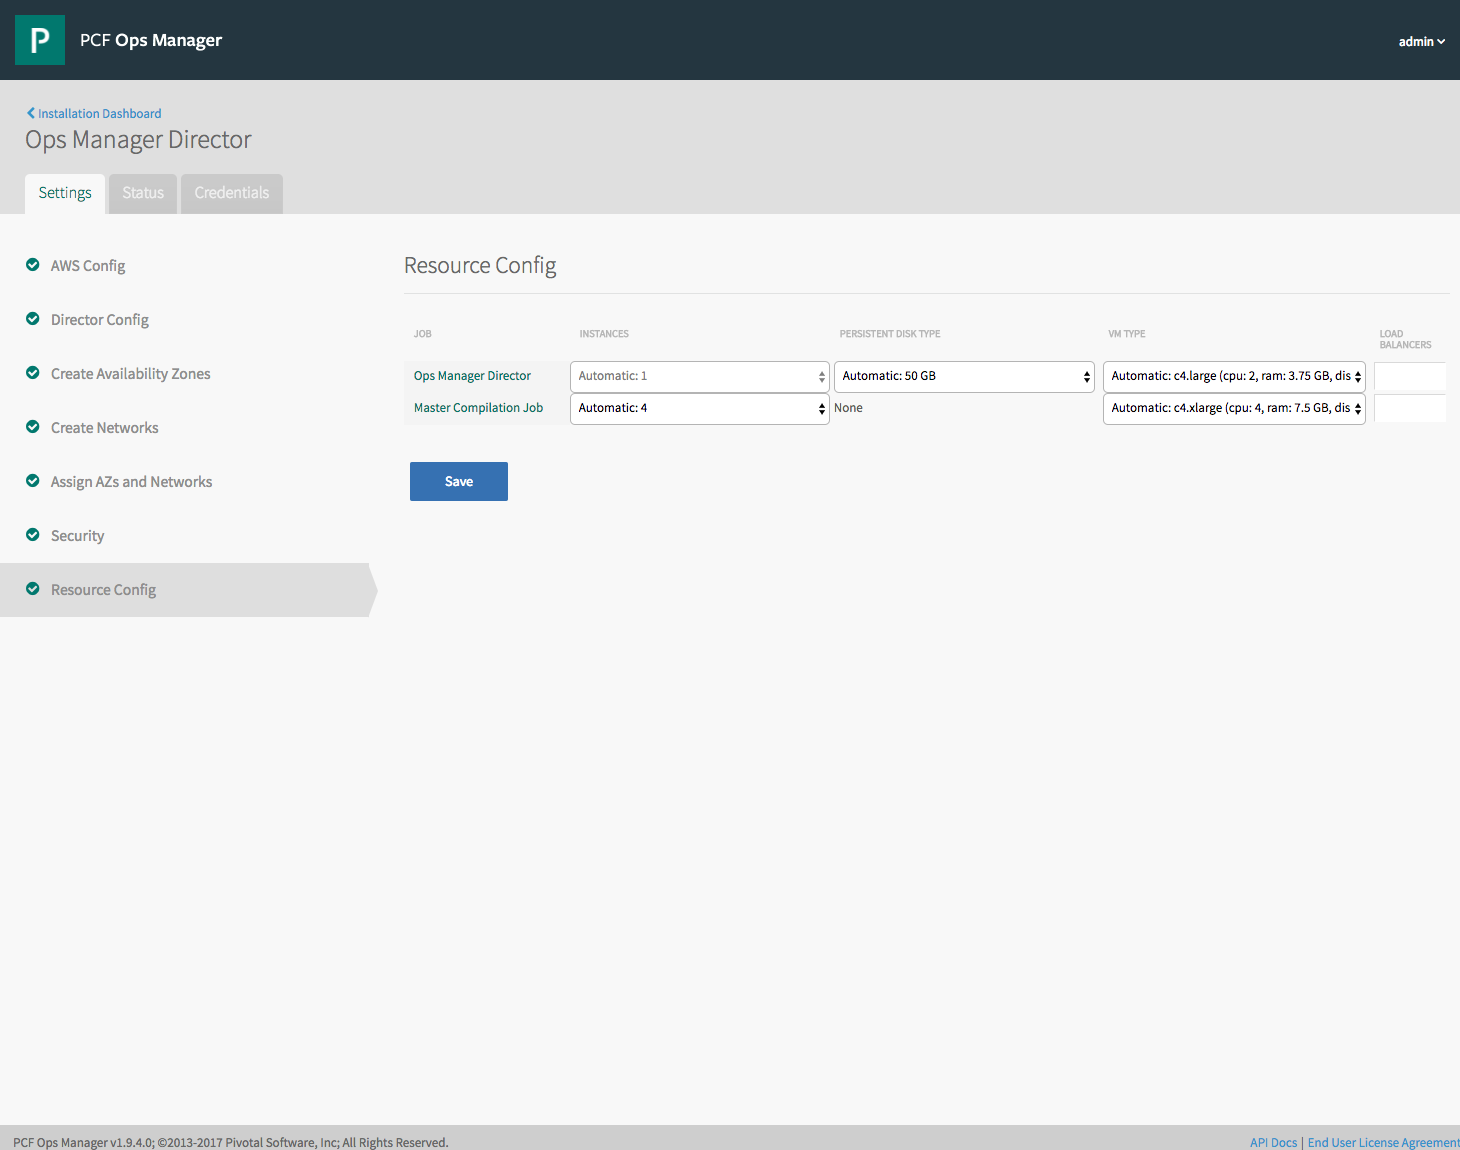 PCF Ops Manager
admin
Installation Dashboard
Ops Manager Director
Settings
Status
Credentials
AWS Config
Director Config
Create Availability Zones
Create Networks
Assign AZs and Networks
Security
Resource Config
Resource Config
JOB
INSTANCES
PERSISTENT DISK TYPE
VM TYPE
LOAD
BALANCERS
Ops Manager Director
Automatic: 1
Automatic: 50 GB
Automatic: c4.large (cpu: 2, ram: 3.75 GB, dis
Master Compilation Job
Automatic: 4
None
Automatic: c4.xlarge (cpu: 4, ram: 7.5 GB, dis
Save
PCF Ops Manager v1.9.4.0; ©2013-2017 Pivotal Software, Inc; All Rights Reserved.
API Docs | End User License Agreement